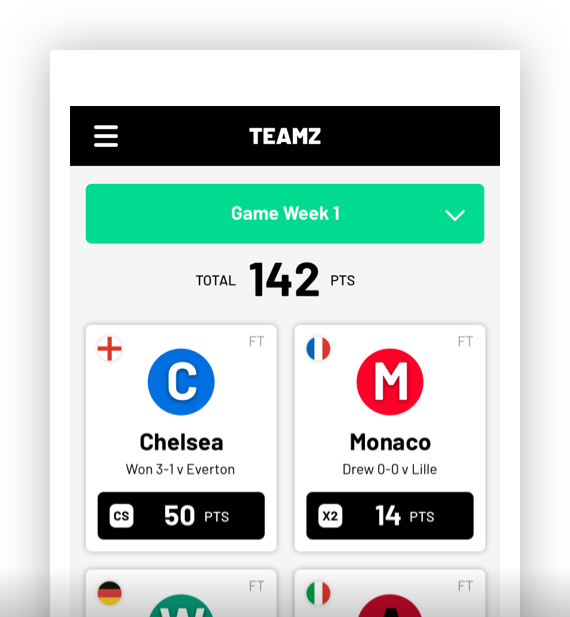 TEAMZ
Game Week 1
TOTAL 142 PTS
FT
C
Chelsea
Won 3-1 v Everton
CS 50 PTS
FT
M
Monaco
Drew 0-0 v Lille
X2 14 PTS
FT
W
FT
A